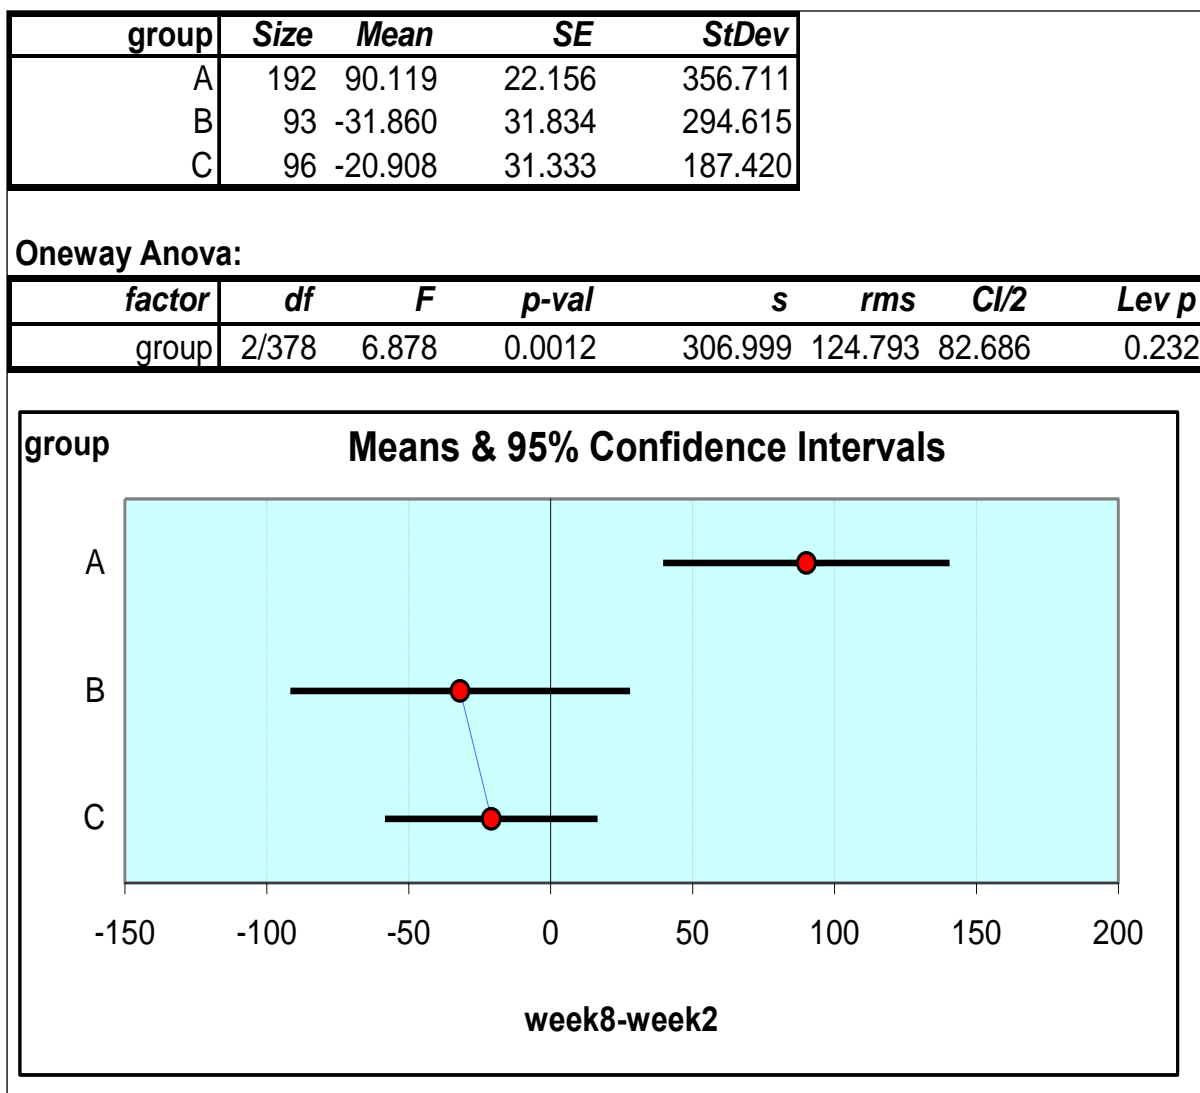 group Size Mean SE StDev
A 192 90.119 22.156 356.711
B 93 -31.860 31.834 294.615
C 96 -20.908 31.333 187.420
Oneway Anova:
factor df F p-val s rms CI/2 Lev p
group 2/378 6.878 0.0012 306.999 124.793 82.686 0.232
group Means & 95% Confidence Intervals
A
B
C
-150 -100 -50 0 50 100 150 200
week8-week2